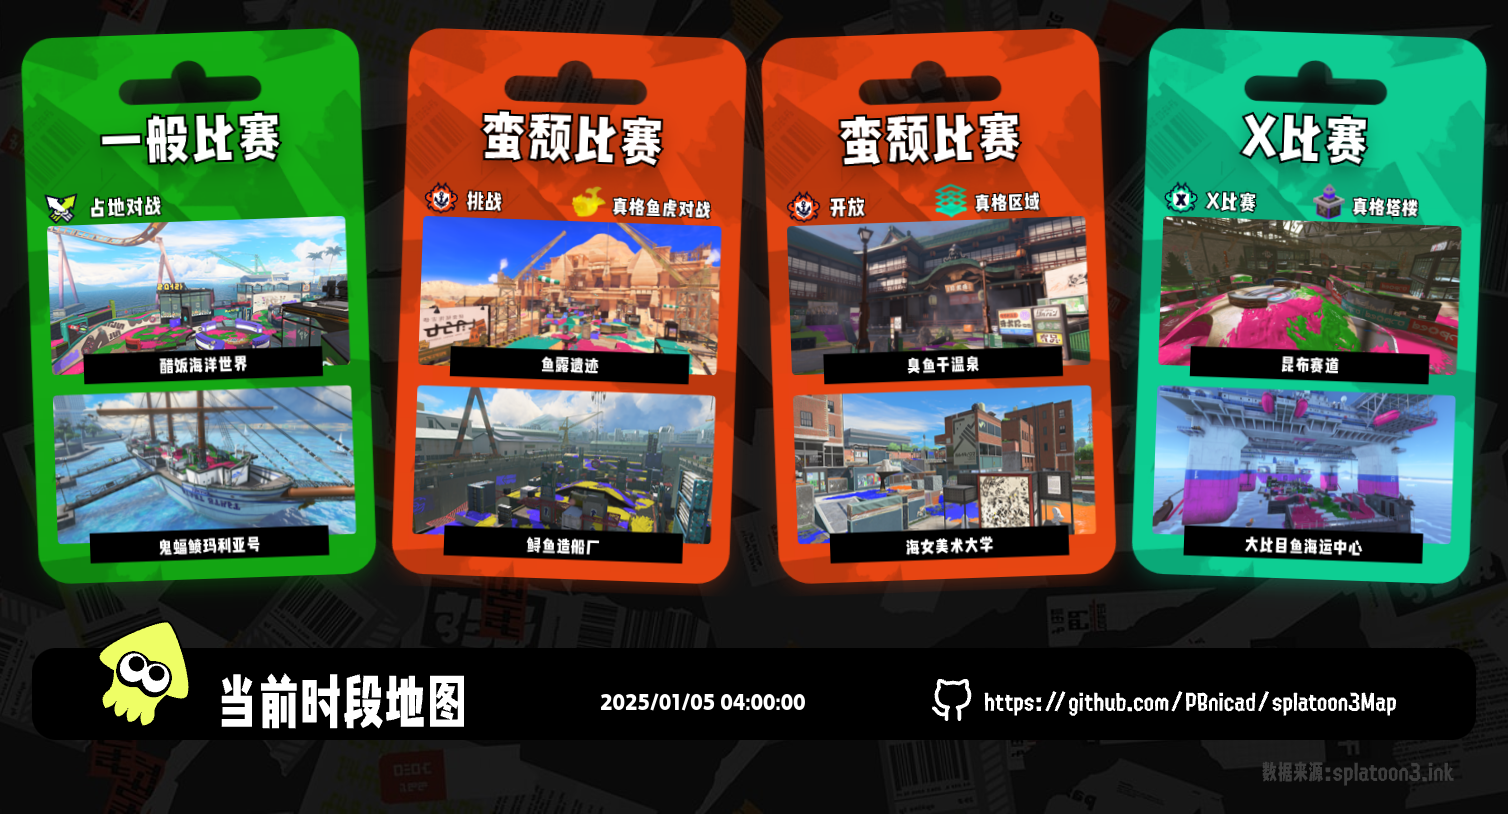 一般比赛
占地对战
醋饭海洋世界
鬼蝠鲼玛利亚号
蛮颓比赛
挑战
真格鱼虎对战
鱼露遗迹
鲟鱼造船厂
蛮颓比赛
开放
真格区域
臭鱼干温泉
海女美术大学
X比赛
X比赛
真格塔楼
昆布赛道
大比目鱼海运中心
当前时段地图
2025/01/05 04:00:00
https://github.com/PBnicad/splatoon3Map
数据来源:splatoon3.ink